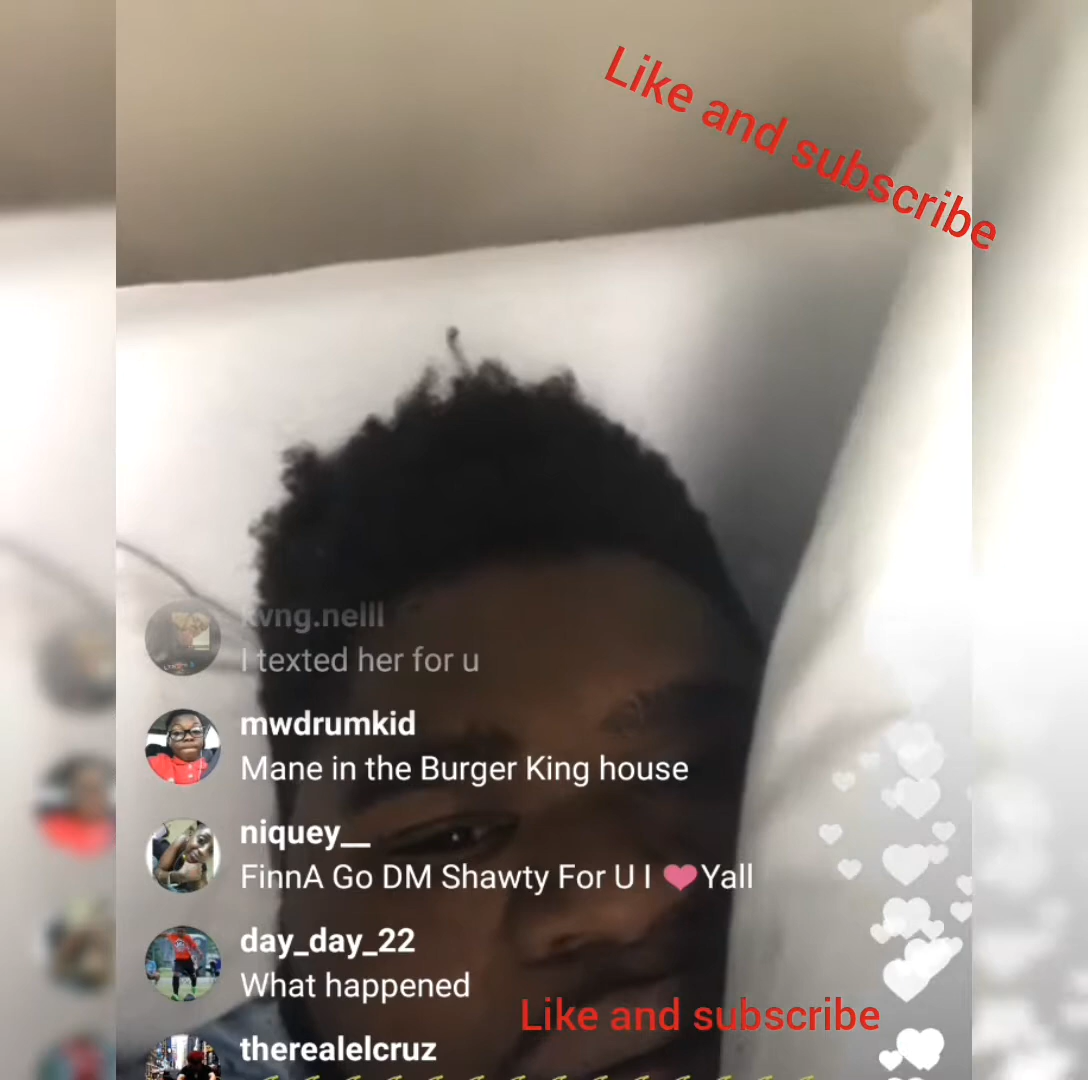 Like and subscribe
kvng.nelll
I texted her for u
mwdrumkid
Mane in the Burger King house
niquey__
FinnA Go DM Shawty For U I ❤Yall
day_day_22
What happened
Like and subscribe
therealelcruz